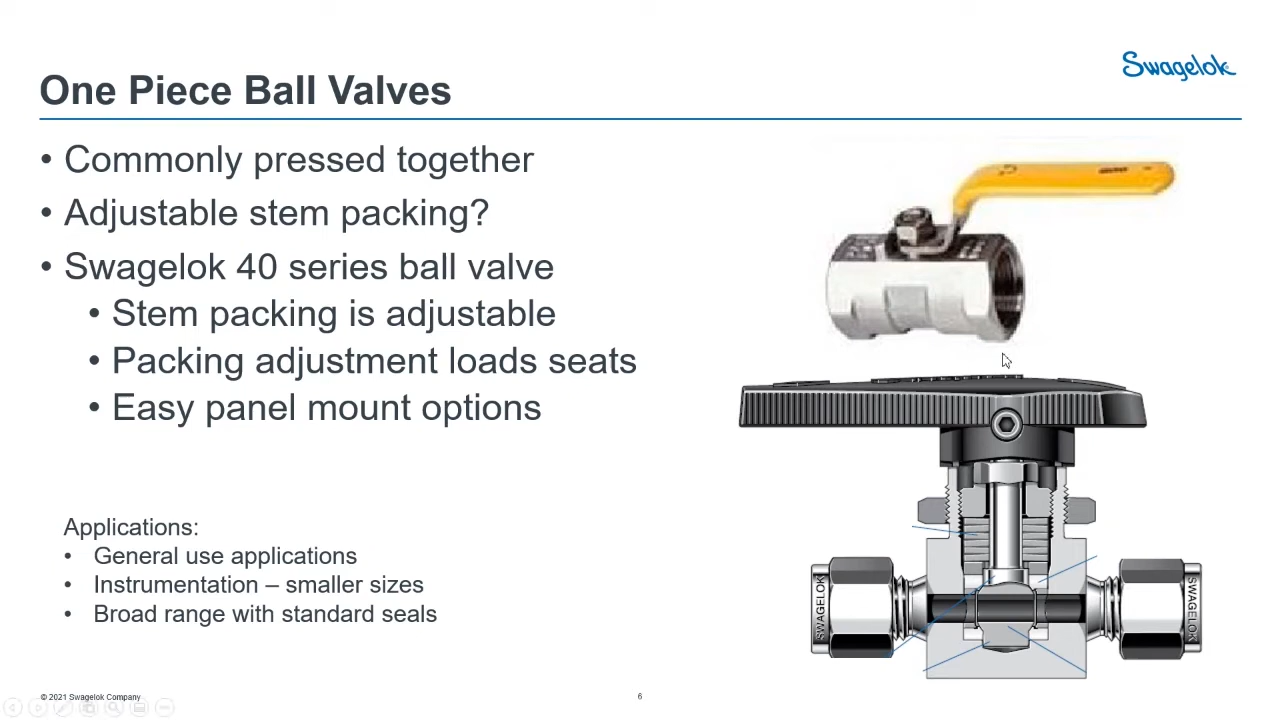 Swagelok
One Piece Ball Valves
• Commonly pressed together
• Adjustable stem packing?
• Swagelok 40 series ball valve
• Stem packing is adjustable
• Packing adjustment loads seats
• Easy panel mount options
Applications:
• General use applications
• Instrumentation – smaller sizes
• Broad range with standard seals
SWAGELOK
SWAGELOK
© 2021 Swagelok Company
6